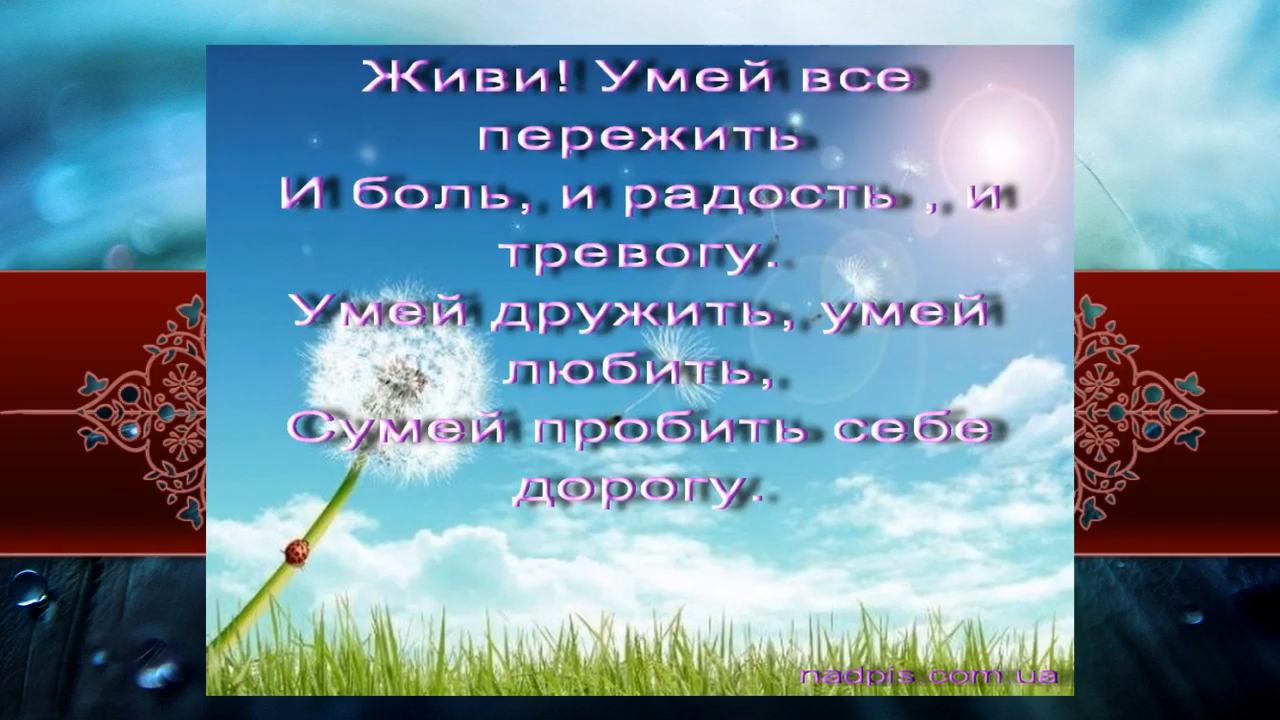 Живи! Умей все
пережить
И боль, и радость , и
тревогу.
Умей дружить, умей
любить,
Сумей пробить себе
дорогу.
nadpis.com.ua